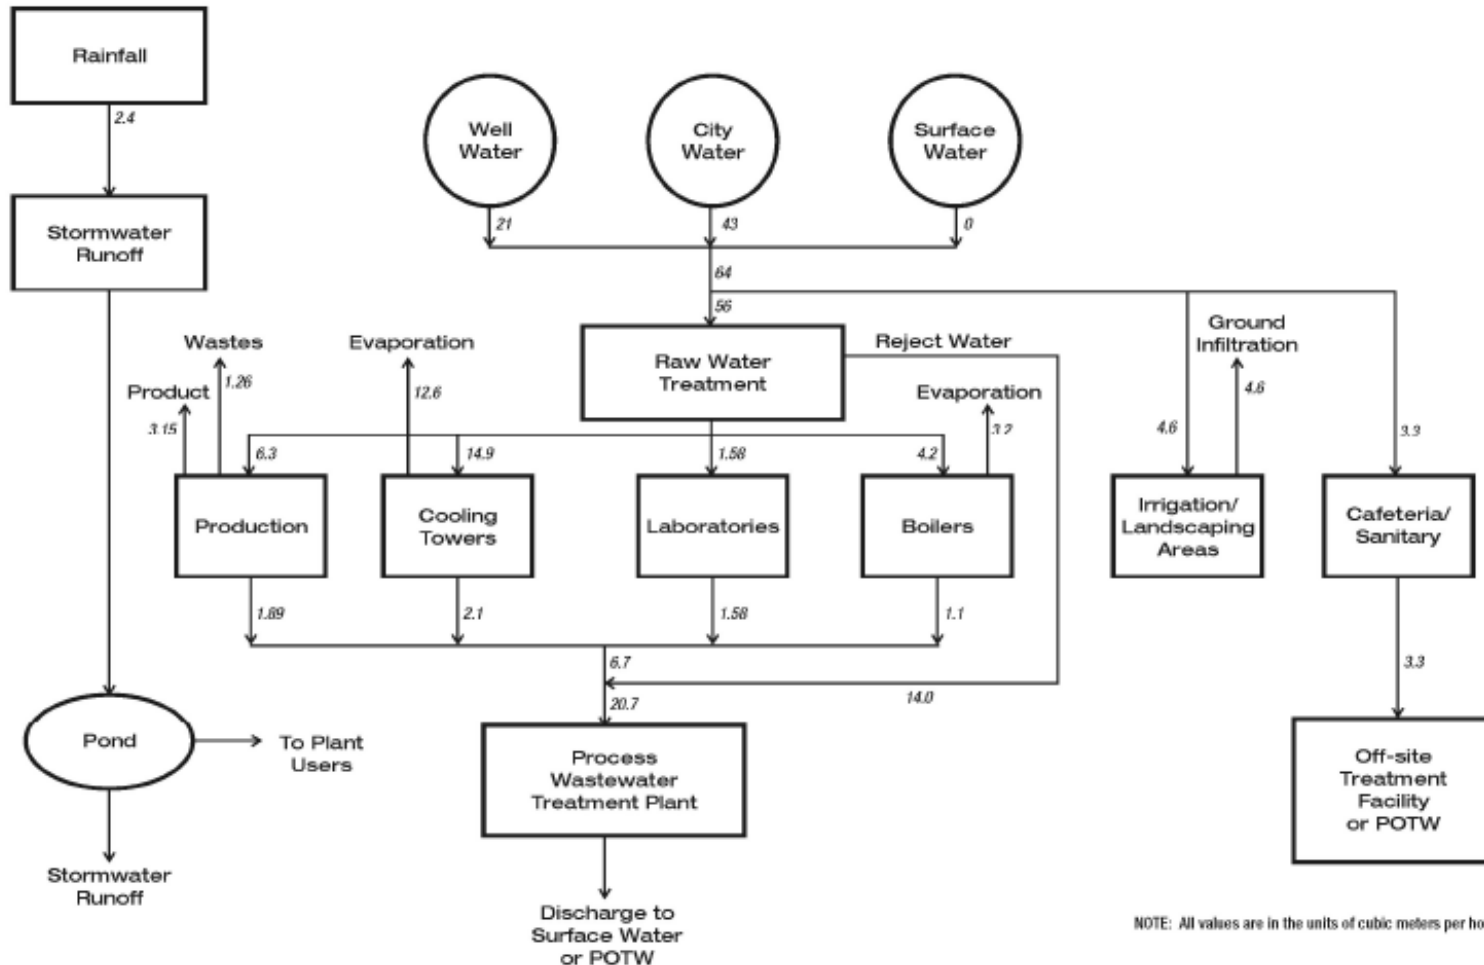 Rainfall
2.4
Stormwater
Runoff
Well
Water
City
Water
Surface
Water
21
43
0
64
56
Wastes
1.26
Product
3.15
Evaporation
12.6
Raw Water
Treatment
Reject Water
Evaporation
3.2
Ground
Infiltration
4.6
4.6
3.3
6.3
14.9
1.58
4.2
Production
Cooling
Towers
Laboratories
Boilers
Irrigation/
Landscaping
Areas
Cafeteria/
Sanitary
1.89
2.1
1.58
1.1
6.7
14.0
20.7
3.3
Pond
To Plant
Users
Process
Wastewater
Treatment Plant
Off-site
Treatment
Facility
or POTW
Stormwater
Runoff
Discharge to
Surface Water
or POTW
NOTE: All values are in the units of cubic meters per ho